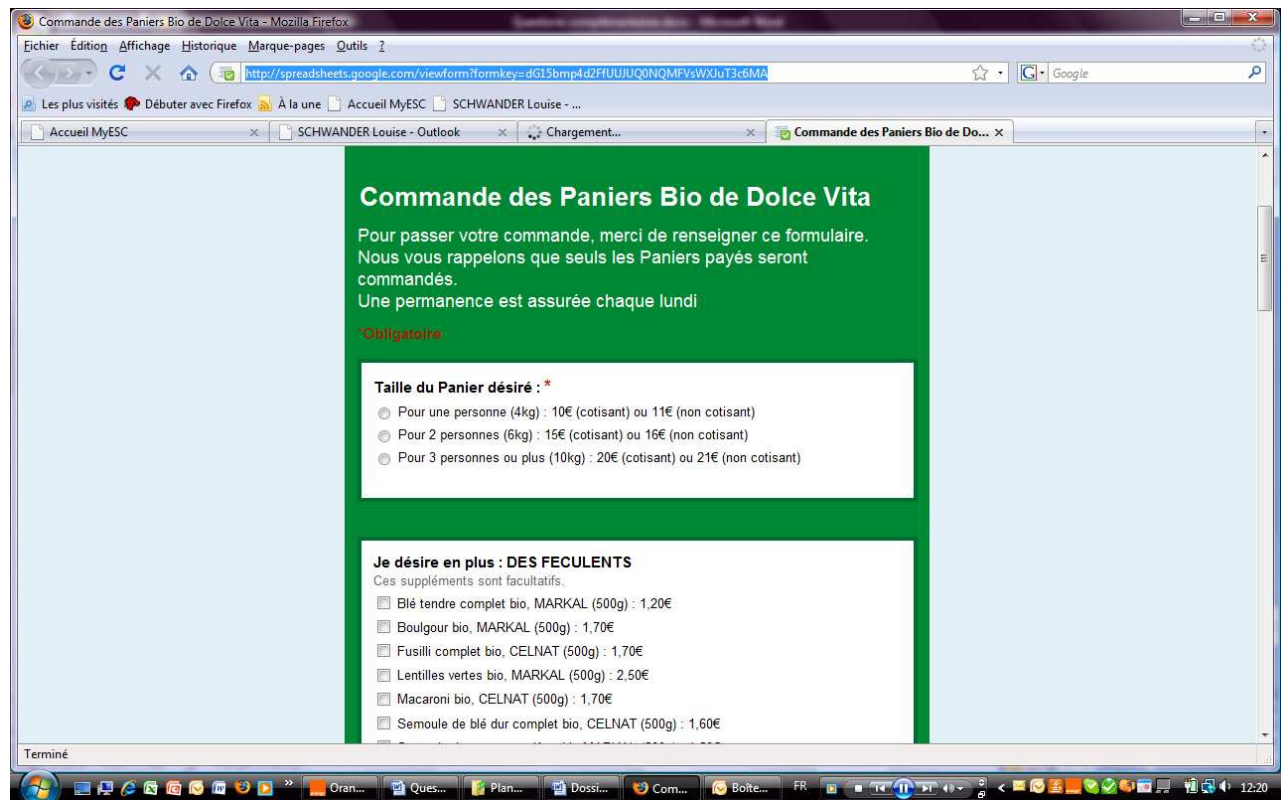 Commande des Paniers Bio de Dolce Vita - Mozilla Firefox
Fichier Édition Affichage Historique Marque-pages Outils ?
http://spreadsheets.google.com/viewform?formkey=dG15bmp4d2FfUUJUQ0NQMFVsWXJuT3c6MA
Google
Les plus visités Débuter avec Firefox À la une Accueil MyESC SCHWANDER Louise - ...
Accueil MyESC SCHWANDER Louise - Outlook Chargement... Commande des Paniers Bio de Do...
Commande des Paniers Bio de Dolce Vita
Pour passer votre commande, merci de renseigner ce formulaire.
Nous vous rappelons que seuls les Paniers payés seront
commandés.
Une permanence est assurée chaque lundi
*Obligatoire
Taille du Panier désiré : *
Pour une personne (4kg) : 10€ (cotisant) ou 11€ (non cotisant)
Pour 2 personnes (6kg) : 15€ (cotisant) ou 16€ (non cotisant)
Pour 3 personnes ou plus (10kg) : 20€ (cotisant) ou 21€ (non cotisant)
Je désire en plus : DES FECULENTS
Ces suppléments sont facultatifs.
Blé tendre complet bio, MARKAL (500g) : 1,20€
Boulgour bio, MARKAL (500g) : 1,70€
Fusilli complet bio, CELNAT (500g) : 1,70€
Lentilles vertes bio, MARKAL (500g) : 2,50€
Macaroni bio, CELNAT (500g) : 1,70€
Semoule de blé dur complet bio, CELNAT (500g) : 1,60€
Terminé
Oran... Ques... Plan... Dossi... Com... Boîte... FR 12:20